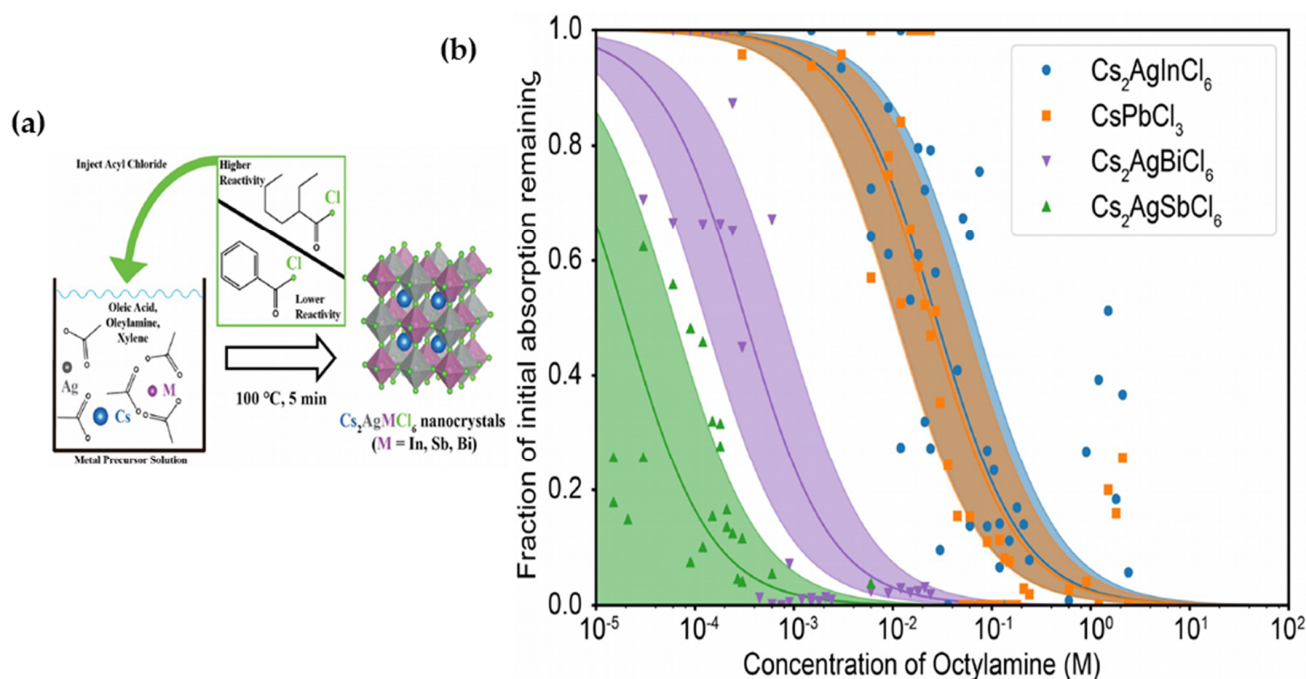 (a)
Inject Acyl Chloride
Higher
Reactivity
Cl
O
Cl
O
Lower
Reactivity
Oleic Acid,
Oleylamine,
Xylene
Ag
M
Cs
Metal Precursor Solution
100 °C, 5 min
Cs₂AgMCl₆ nanocrystals
(M = In, Sb, Bi)
(b)
Fraction of initial absorption remaining
1.0
0.8
0.6
0.4
0.2
0.0
10⁻⁵
10⁻⁴
10⁻³
10⁻²
10⁻¹
10⁰
10¹
10²
Concentration of Octylamine (M)
Cs₂AgInCl₆
CsPbCl₃
Cs₂AgBiCl₆
Cs₂AgSbCl₆